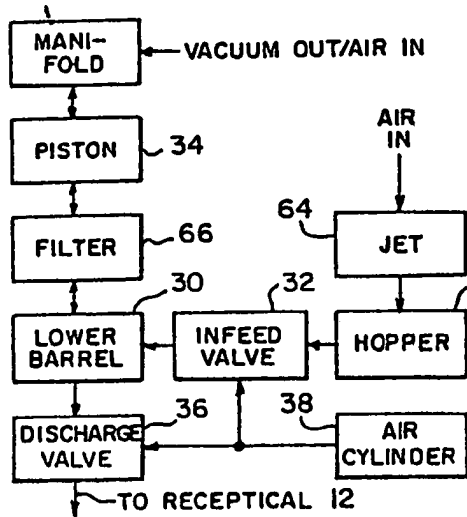 MANI-
FOLD
VACUUM OUT/AIR IN
AIR
IN
PISTON
34
64
JET
FILTER
66
30
32
LOWER
BARREL
INFEED
VALVE
HOPPER
36
38
DISCHARGE
VALVE
AIR
CYLINDER
TO RECEPTICAL 12